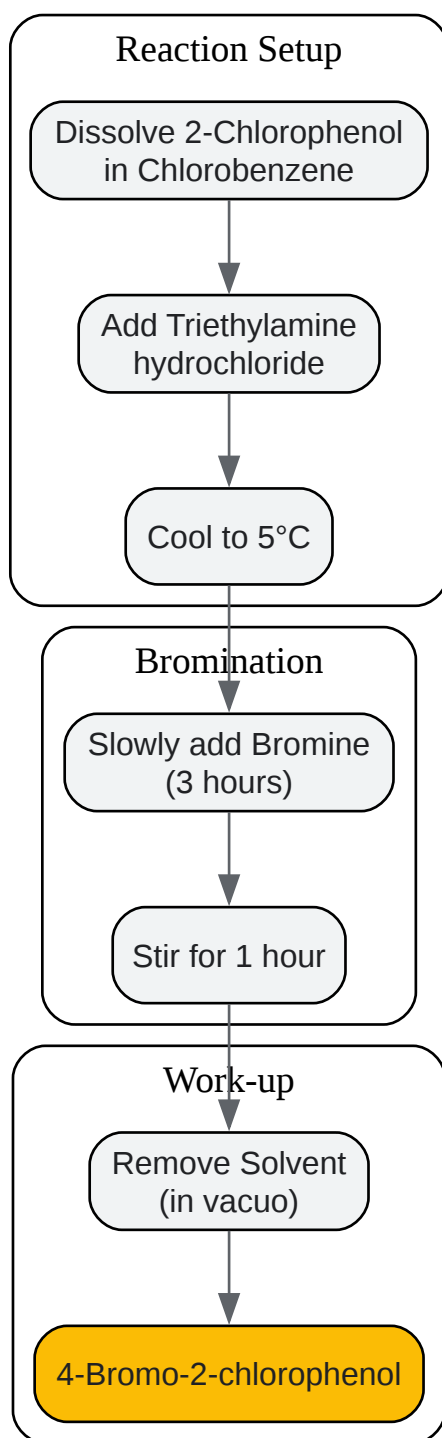 Reaction Setup
Dissolve 2-Chlorophenol
in Chlorobenzene
Add Triethylamine
hydrochloride
Cool to 5°C
Bromination
Slowly add Bromine
(3 hours)
Stir for 1 hour
Work-up
Remove Solvent
(in vacuo)
4-Bromo-2-chlorophenol